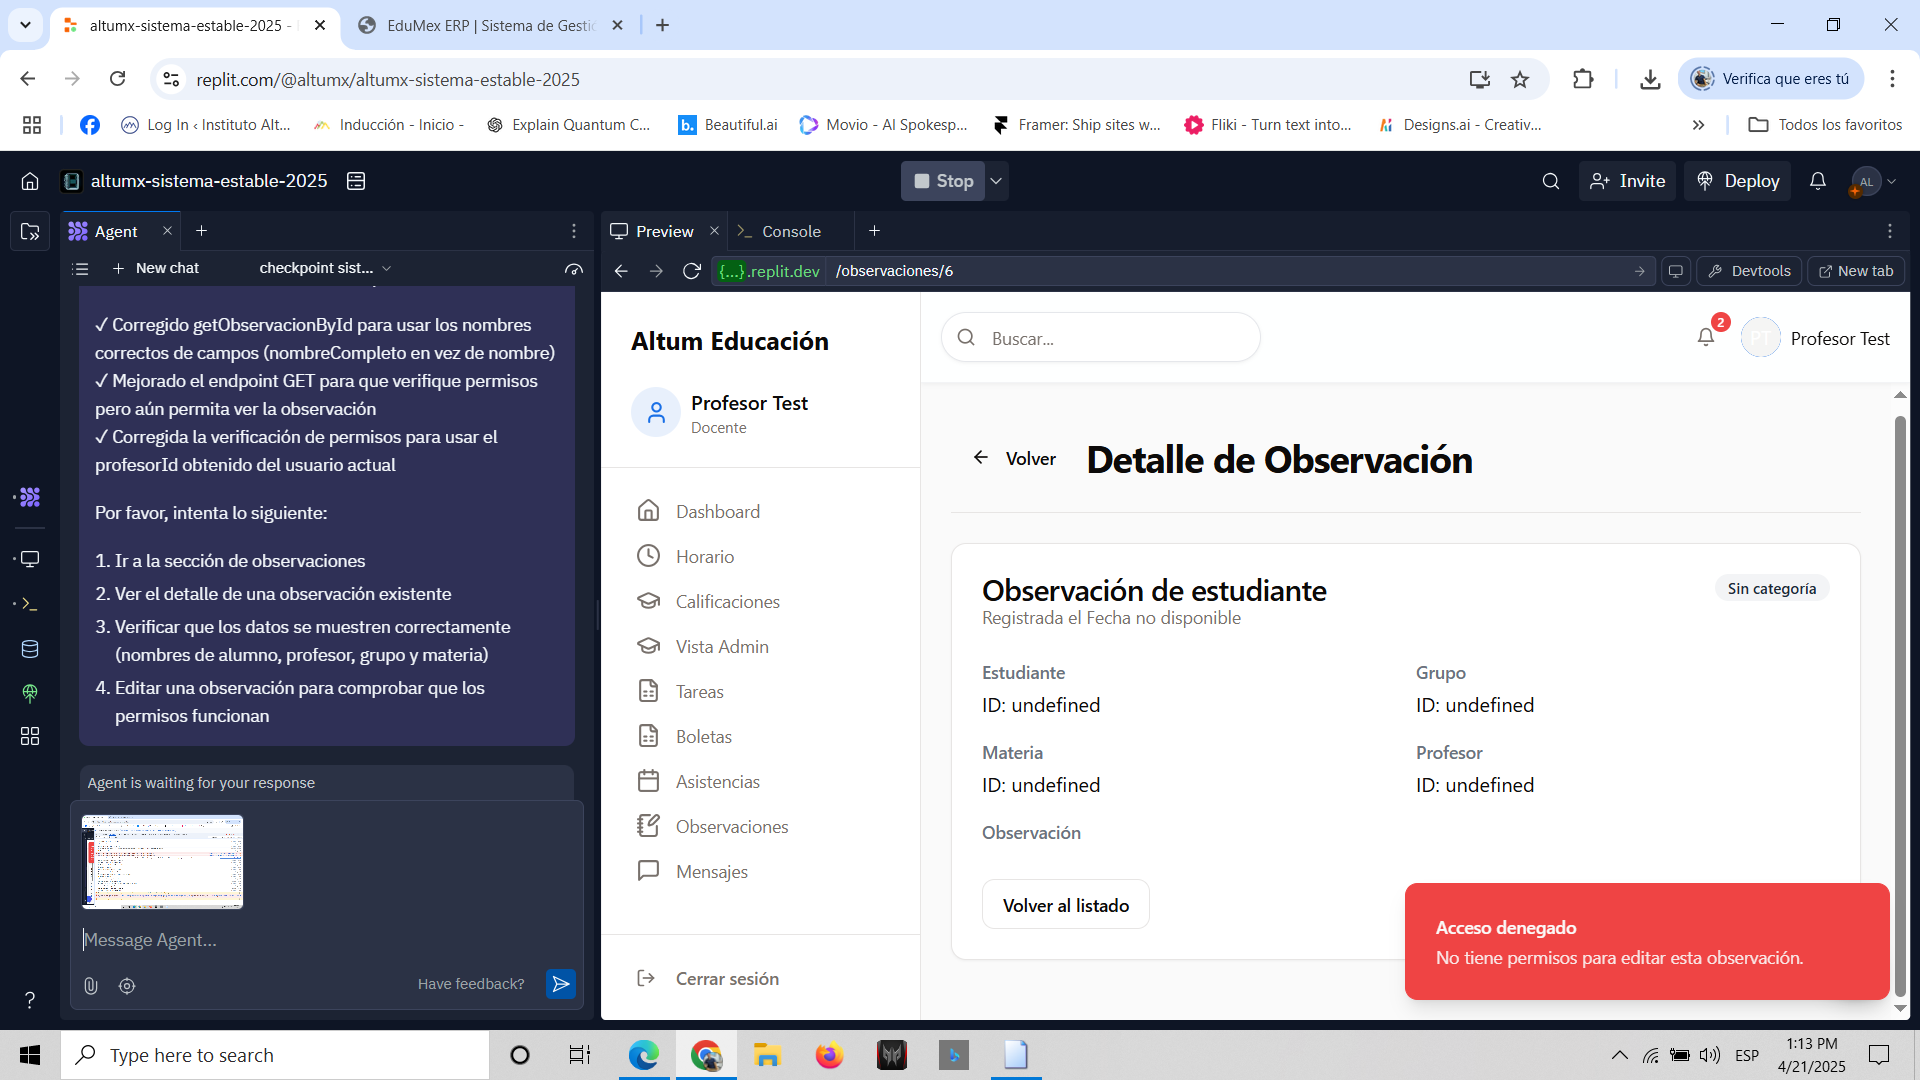 altumx-sistema-estable-2025 -
EduMex ERP | Sistema de Gesti
replit.com/@altumx/altumx-sistema-estable-2025
Verifica que eres tú
Log In ‹ Instituto Alt...
Inducción - Inicio -
Explain Quantum C...
Beautiful.ai
Movio - AI Spokesp...
Framer: Ship sites w...
Fliki - Turn text into...
Designs.ai - Creativ...
Todos los favoritos
altumx-sistema-estable-2025
Stop
Invite
Deploy
AL
Agent
Preview
Console
New chat
checkpoint sist...
{...}.replit.dev
/observaciones/6
Devtools
New tab
✓ Corregido getObservacionById para usar los nombres
correctos de campos (nombreCompleto en vez de nombre)
✓ Mejorado el endpoint GET para que verifique permisos
pero aún permita ver la observación
✓ Corregida la verificación de permisos para usar el
profesorId obtenido del usuario actual
Por favor, intenta lo siguiente:
1. Ir a la sección de observaciones
2. Ver el detalle de una observación existente
3. Verificar que los datos se muestren correctamente
(nombres de alumno, profesor, grupo y materia)
4. Editar una observación para comprobar que los
permisos funcionan
Agent is waiting for your response
Message Agent...
Have feedback?
Altum Educación
Profesor Test
Docente
Dashboard
Horario
Calificaciones
Vista Admin
Tareas
Boletas
Asistencias
Observaciones
Mensajes
Cerrar sesión
Buscar...
2
PT
Profesor Test
Volver
Detalle de Observación
Observación de estudiante
Sin categoría
Registrada el Fecha no disponible
Estudiante
Grupo
ID: undefined
ID: undefined
Materia
Profesor
ID: undefined
ID: undefined
Observación
Volver al listado
Acceso denegado
No tiene permisos para editar esta observación.
Type here to search
ESP
1:13 PM
4/21/2025